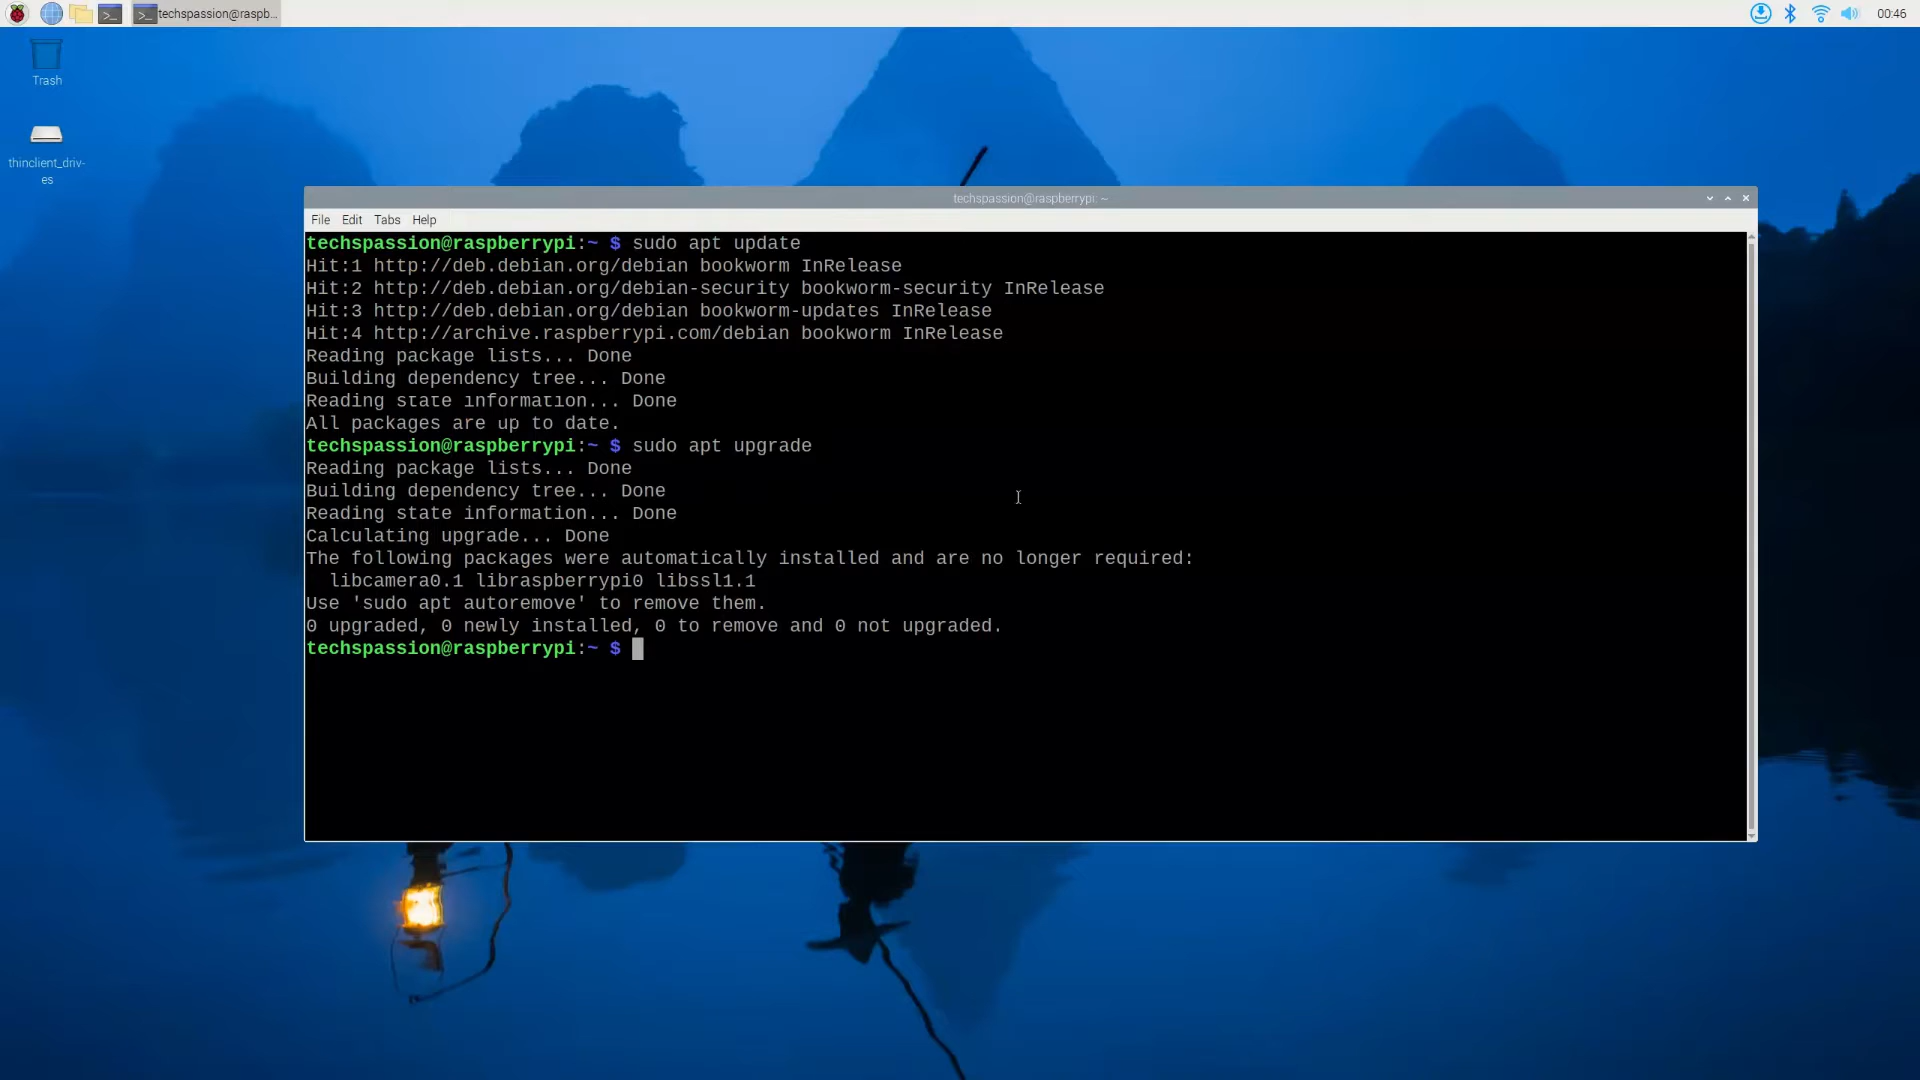 techspassion@raspb...
00:46
Trash
thinclient_driv-
es
techspassion@raspberrypi: ~
File Edit Tabs Help
techspassion@raspberrypi:~ $ sudo apt update
Hit:1 http://deb.debian.org/debian bookworm InRelease
Hit:2 http://deb.debian.org/debian-security bookworm-security InRelease
Hit:3 http://deb.debian.org/debian bookworm-updates InRelease
Hit:4 http://archive.raspberrypi.com/debian bookworm InRelease
Reading package lists... Done
Building dependency tree... Done
Reading state information... Done
All packages are up to date.
techspassion@raspberrypi:~ $ sudo apt upgrade
Reading package lists... Done
Building dependency tree... Done
Reading state information... Done
Calculating upgrade... Done
The following packages were automatically installed and are no longer required:
  libcamera0.1 libraspberrypi0 libssl1.1
Use 'sudo apt autoremove' to remove them.
0 upgraded, 0 newly installed, 0 to remove and 0 not upgraded.
techspassion@raspberrypi:~ $